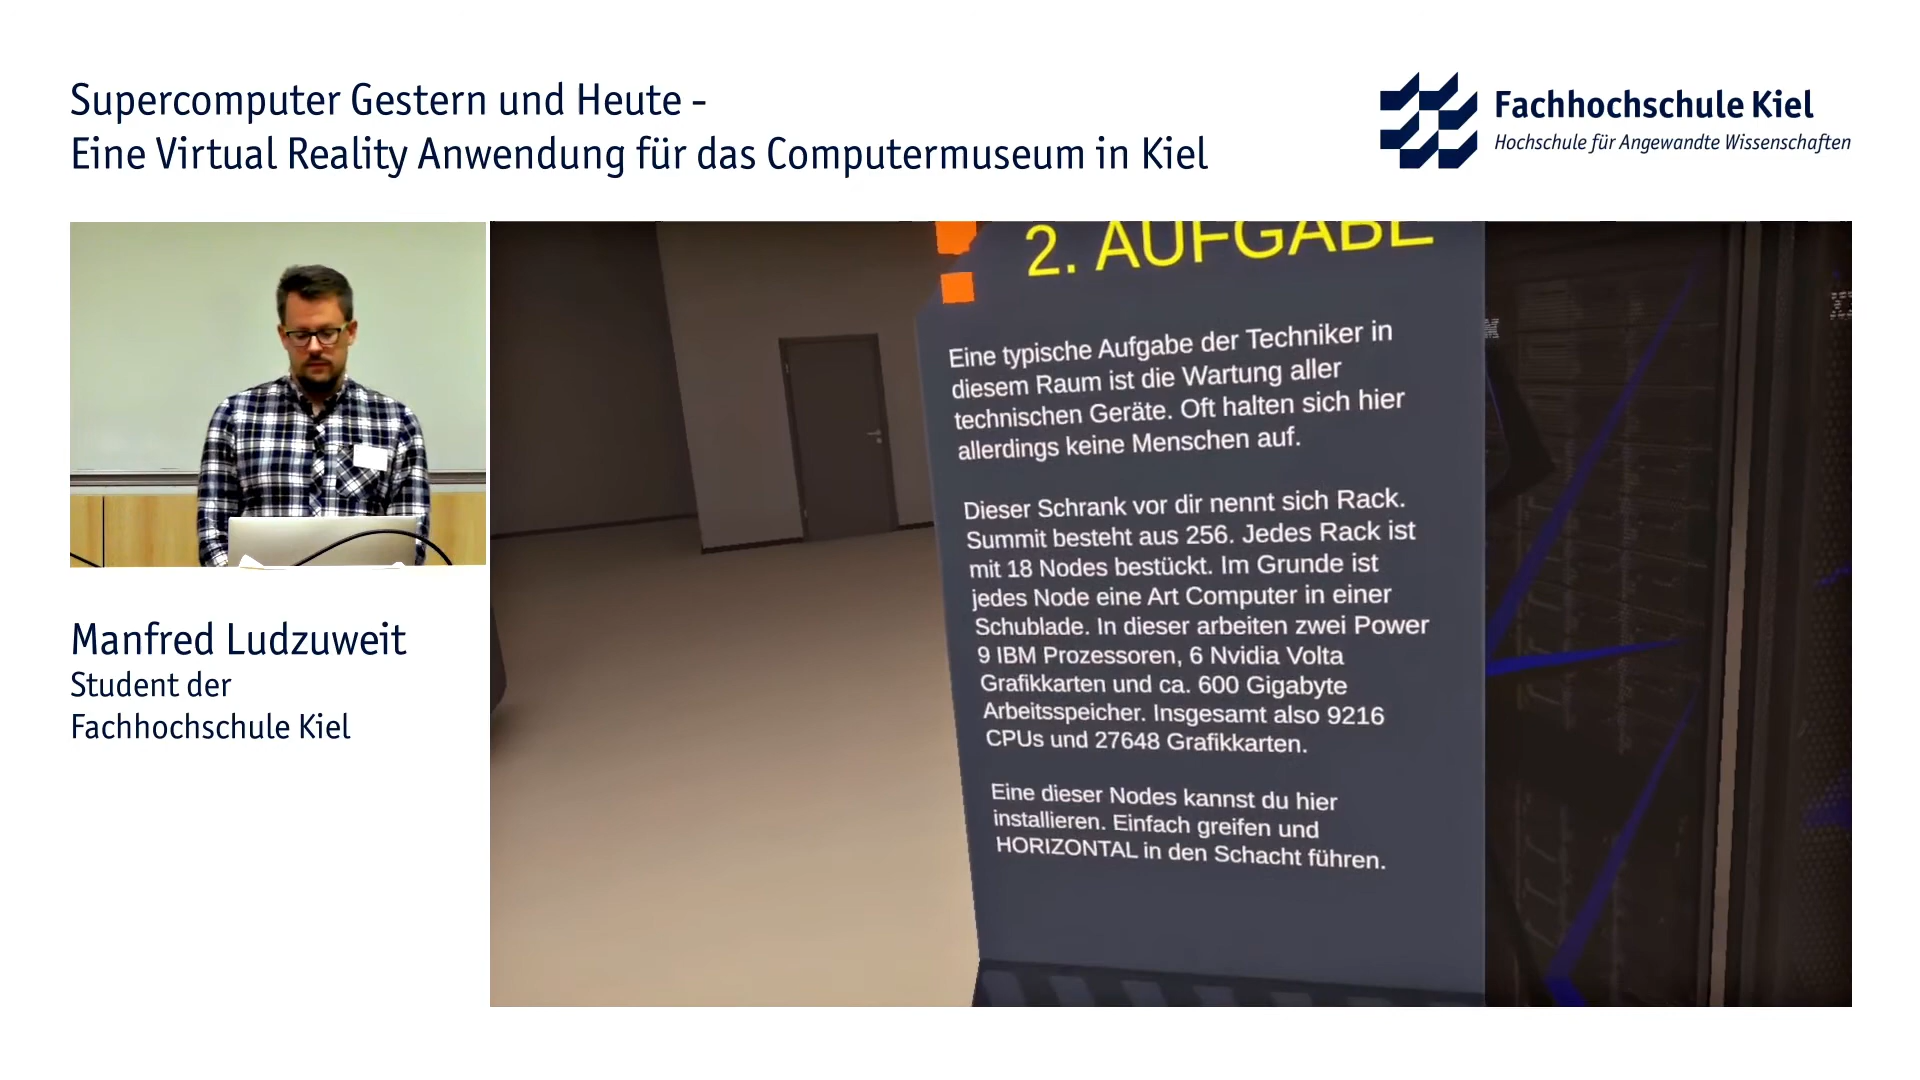 Supercomputer Gestern und Heute -
Eine Virtual Reality Anwendung für das Computermuseum in Kiel
Fachhochschule Kiel
Hochschule für Angewandte Wissenschaften
2. AUFGABE
Eine typische Aufgabe der Techniker in
diesem Raum ist die Wartung aller
technischen Geräte. Oft halten sich hier
allerdings keine Menschen auf.
Dieser Schrank vor dir nennt sich Rack.
Summit besteht aus 256. Jedes Rack ist
mit 18 Nodes bestückt. Im Grunde ist
jedes Node eine Art Computer in einer
Schublade. In dieser arbeiten zwei Power
9 IBM Prozessoren, 6 Nvidia Volta
Grafikkarten und ca. 600 Gigabyte
Arbeitsspeicher. Insgesamt also 9216
CPUs und 27648 Grafikkarten.
Eine dieser Nodes kannst du hier
installieren. Einfach greifen und
HORIZONTAL in den Schacht führen.
Manfred Ludzuweit
Student der
Fachhochschule Kiel